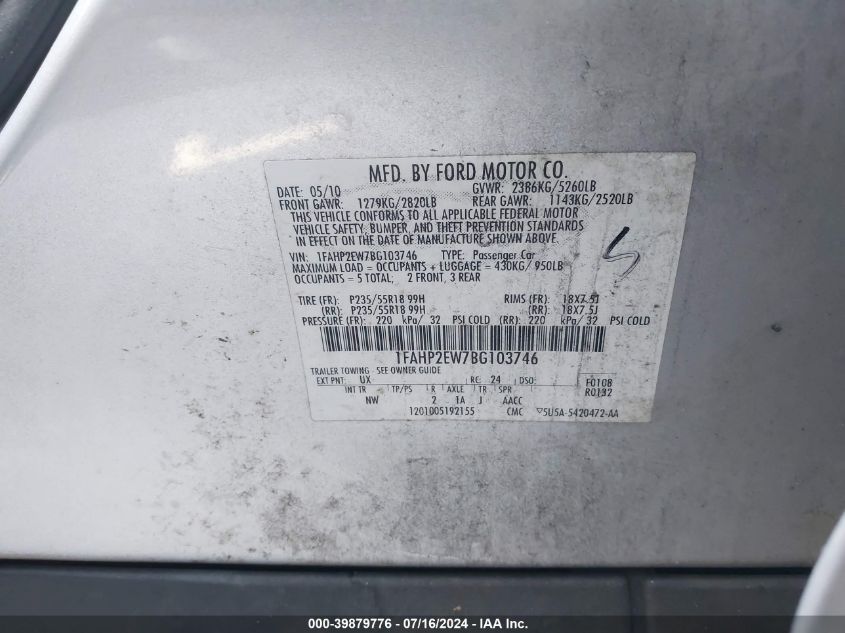 MFD. BY FORD MOTOR CO.
DATE: 05/10 GVWR: 2386KG/5260LB
FRONT GAWR: 1279KG/2820LB REAR GAWR: 1143KG/2520LB
THIS VEHICLE CONFORMS TO ALL APPLICABLE FEDERAL MOTOR
VEHICLE SAFETY, BUMPER, AND THEFT PREVENTION STANDARDS
IN EFFECT ON THE DATE OF MANUFACTURE SHOWN ABOVE.
VIN: 1FAHP2EW7BG103746 TYPE: Passenger Car
MAXIMUM LOAD = OCCUPANTS + LUGGAGE = 430KG/950LB
OCCUPANTS = 5 TOTAL; 2 FRONT, 3 REAR
5
TIRE (FR): P235/55R18 99H RIMS (FR): 18X7.5J
(RR): P235/55R18 99H (RR): 18X7.5J
PRESSURE (FR): 220 kPa/ 32 PSI COLD (RR): 220 kPa/ 32 PSI COLD
1FAHP2EW7BG103746
TRAILER TOWING - SEE OWNER GUIDE
EXT PNT: UX RC: 24 DSO: F0108
INT TR TP/PS R AXLE TR SPR R0132
NW 2 1A J AACC
1201005192155 CMC 5U5A-5420472-AA
000-39879776 - 07/16/2024 - IAA Inc.